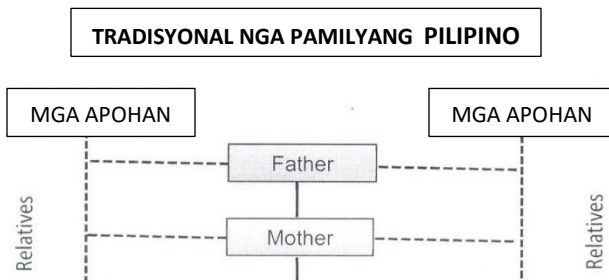 TRADISYONAL NGA PAMILYANG PILIPINO
MGA APOHAN
MGA APOHAN
Father
Relatives
Relatives
Mother